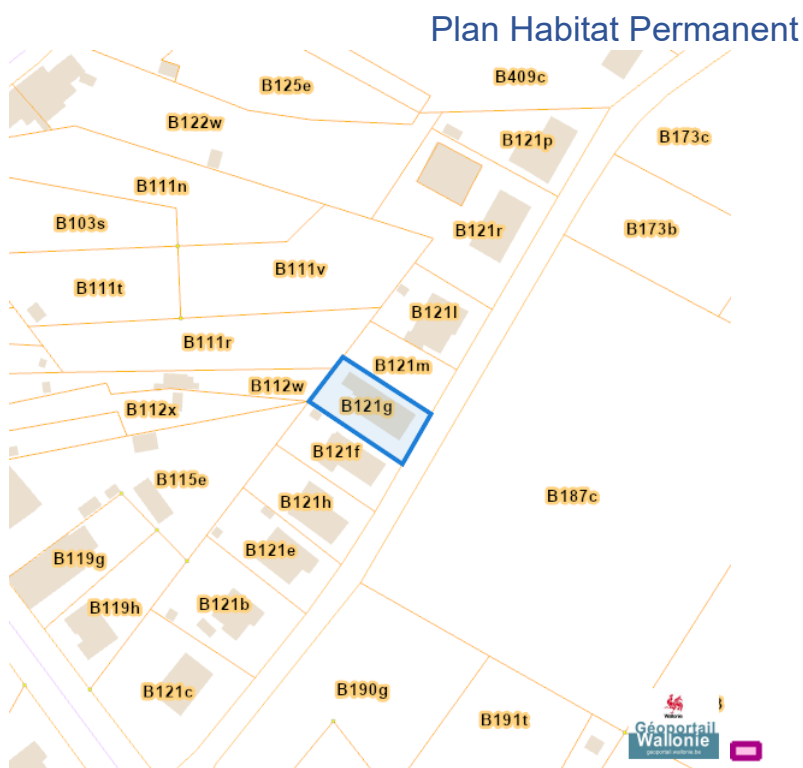 Plan Habitat Permanent
B409c
B125e
B122w
B121p
B173c
B111n
B103s
B121r
B173b
B111v
B111t
B121l
B111r
B121m
B112w
B121g
B112x
B121f
B115e
B187c
B121h
B121e
B119g
B119h
B121b
B121c
B190g
B191t
Wallonie
Géoportail
Wallonie
geoportail.wallonie.be